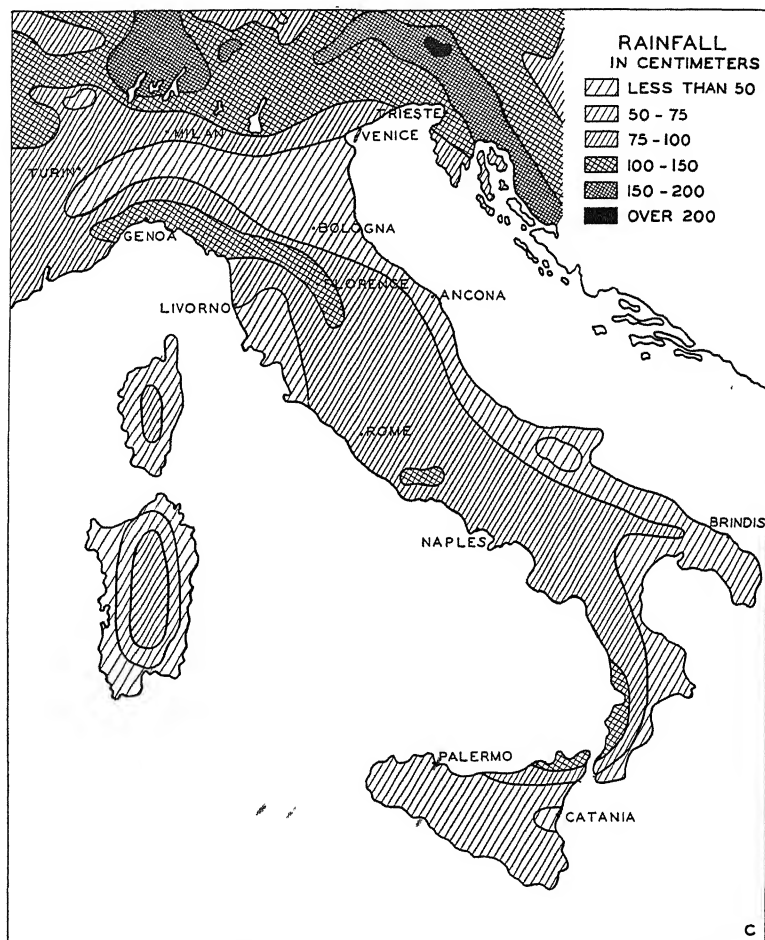 RAINFALL
IN CENTIMETERS
LESS THAN 50
50 - 75
75 - 100
100 - 150
150 - 200
OVER 200
TRIESTE
MILAN
VENICE
TURIN
BOLOGNA
GENOA
FLORENCE
ANCONA
LIVORNO
ROME
BRINDIS
NAPLES
PALERMO
CATANIA
C